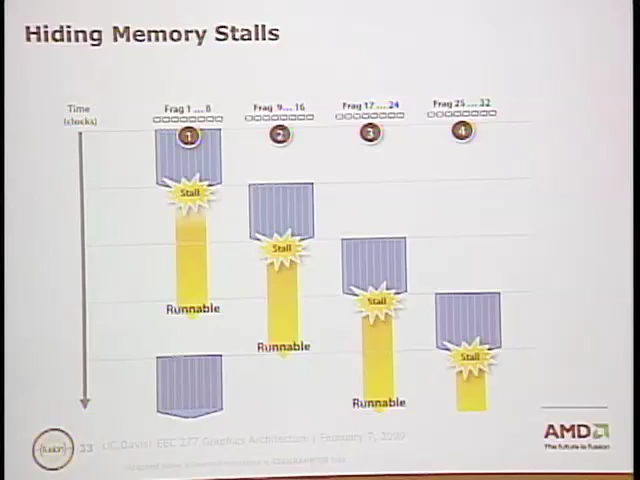 Hiding Memory Stalls
Time
(clocks)
Frag 1 ... 8
Frag 9... 16
Frag 17 ... 24
Frag 25 ... 32
1
2
3
4
Stall
Stall
Stall
Stall
Runnable
Runnable
Runnable
fusion
33
UC Davis: EEC 277 Graphics Architecture | February 7, 2009
AMD
The future is fusion